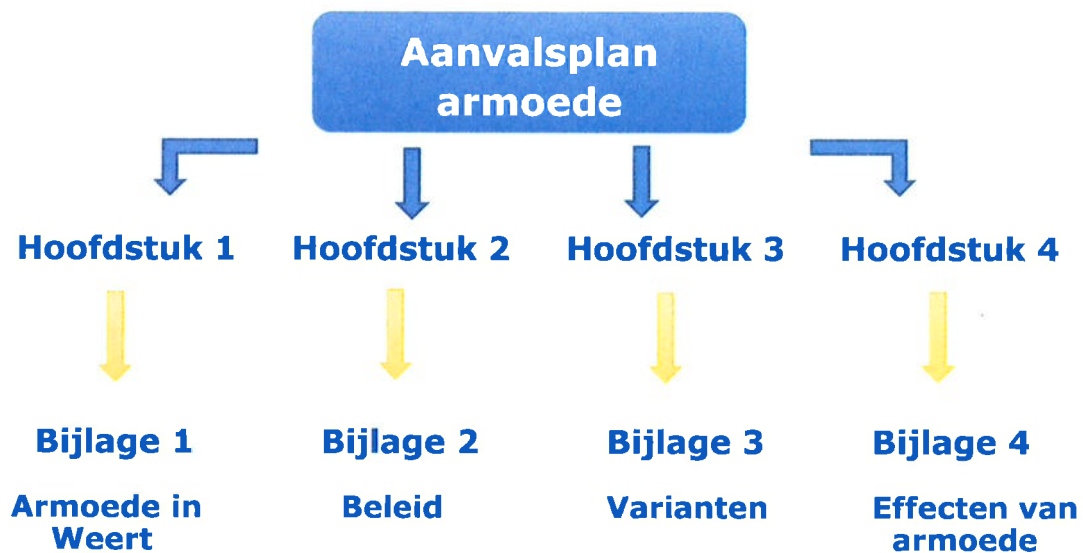 Aanvalsplan
armoede
Hoofdstuk 1
Hoofdstuk 2
Hoofdstuk 3
Hoofdstuk 4
Bijlage 1
Bijlage 2
Bijlage 3
Bijlage 4
Armoede in
Weert
Beleid
Varianten
Effecten van
armoede